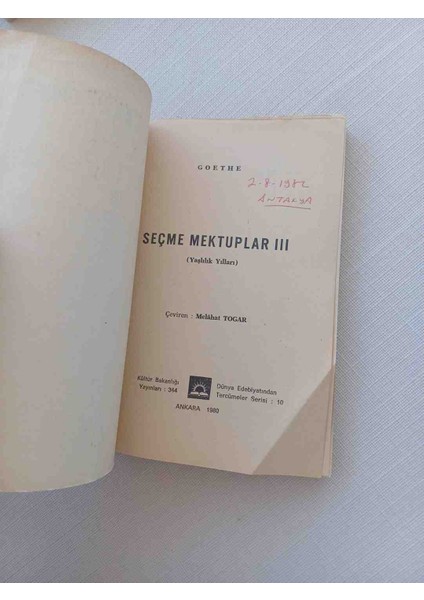 GOETHE
2-8-1982
ANTALYA
SEÇME MEKTUPLAR III
(Yaşlılık Yılları)
Çeviren : Melâhat TOGAR
Kültür Bakanlığı
Yayınları : 344
Dünya Edebiyatından
Tercümeler Serisi : 10
ANKARA 1980